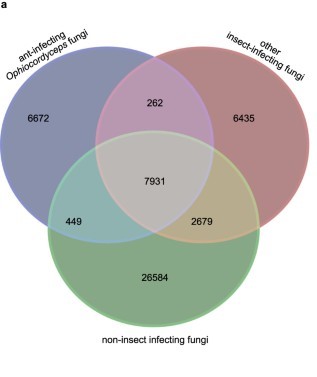 a
ant-infecting
Ophiocordyceps fungi
other
insect-infecting fungi
6672
262
6435
7931
449
2679
26584
non-insect infecting fungi